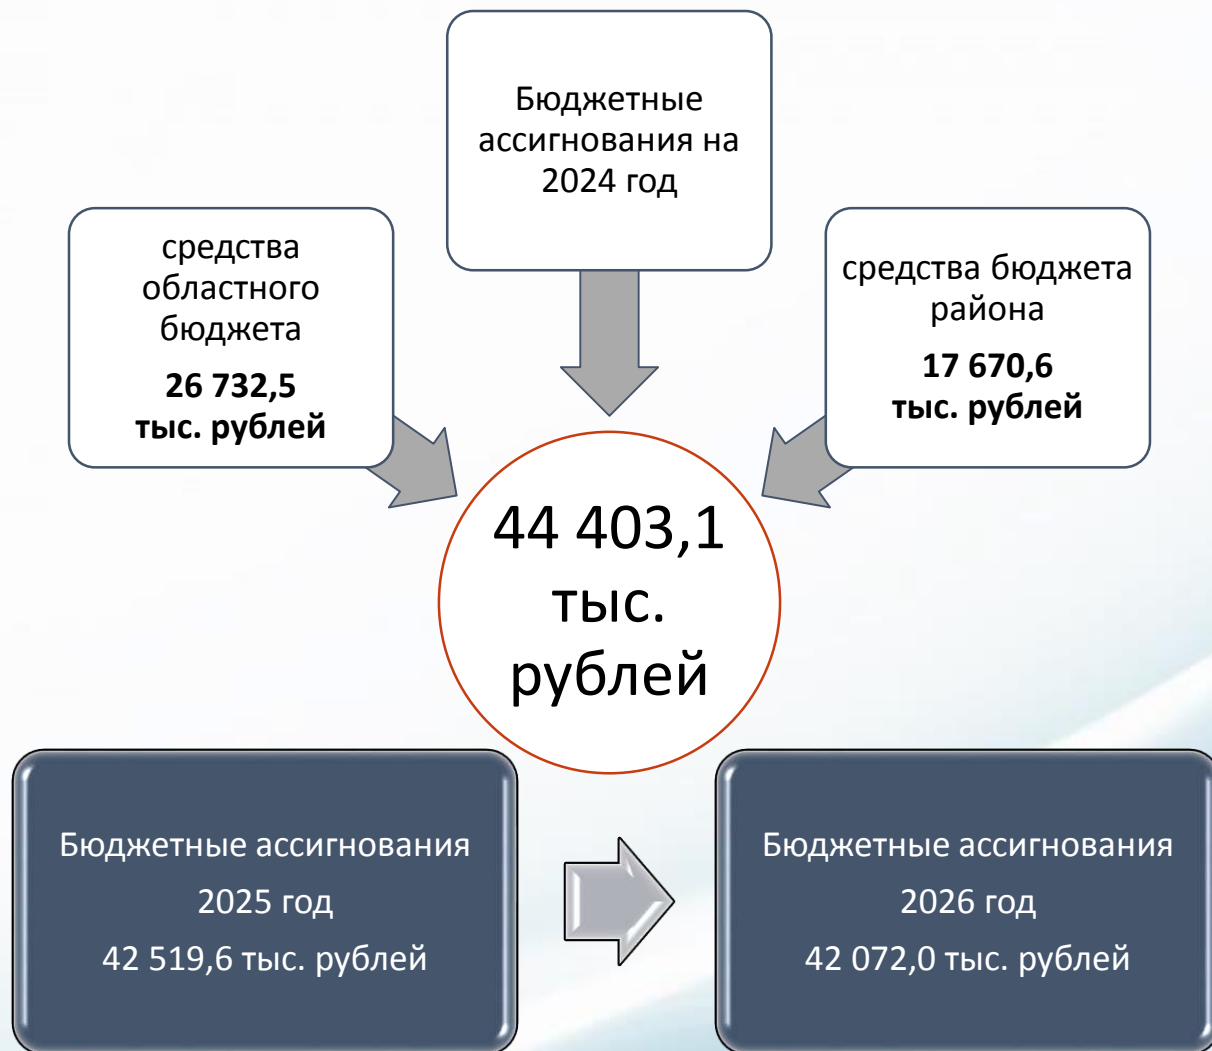 Бюджетные
ассигнования на
2024 год
средства
областного
бюджета
26 732,5
тыс. рублей
средства бюджета
района
17 670,6
тыс. рублей
44 403,1
тыс.
рублей
Бюджетные ассигнования
2025 год
42 519,6 тыс. рублей
Бюджетные ассигнования
2026 год
42 072,0 тыс. рублей